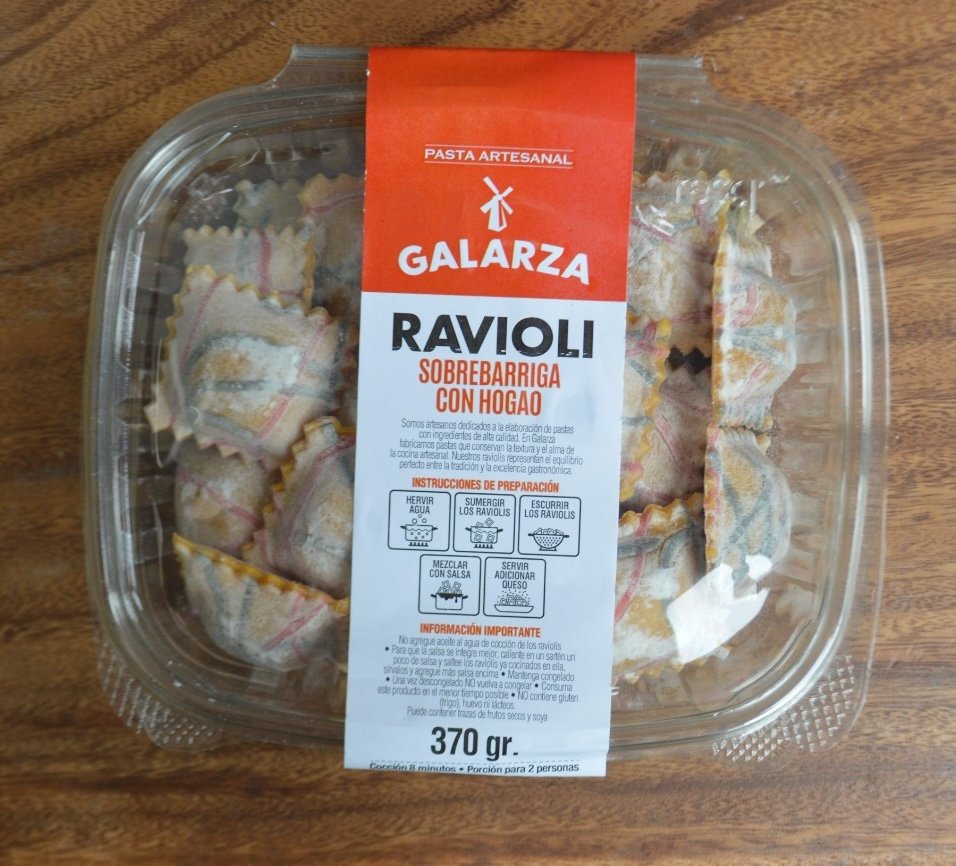 PASTA ARTESANAL
GALARZA
RAVIOLI
SOBREBARRIGA
CON HOGAO
Somos artesanos dedicados a la elaboración de pastas
con ingredientes de alta calidad. En Galarza
fabricamos pastas que conservan la textura y el alma de
la cocina artesanal. Nuestros raviolis representan el equilibrio
perfecto entre la tradición y la excelencia gastronómica.
INSTRUCCIONES DE PREPARACIÓN
HERVIR
AGUA
SUMERGIR
LOS RAVIOLIS
ESCURRIR
LOS RAVIOLIS
MEZCLAR
CON SALSA
SERVIR
ADICIONAR
QUESO
INFORMACIÓN IMPORTANTE
No agregue aceite al agua de cocción de los raviolis
• Para que la salsa se integre mejor, caliente en un sartén un
poco de salsa y saltee los raviolis ya cocinados en ella,
sírvalos y agregue más salsa encima • Mantenga congelado
• Una vez descongelado NO vuelva a congelar • Consuma
este producto en el menor tiempo posible • NO contiene gluten
(trigo), huevo ni lácteos.
Puede contener trazas de frutos secos y soya
370 gr.
Cocción 8 minutos • Porción para 2 personas